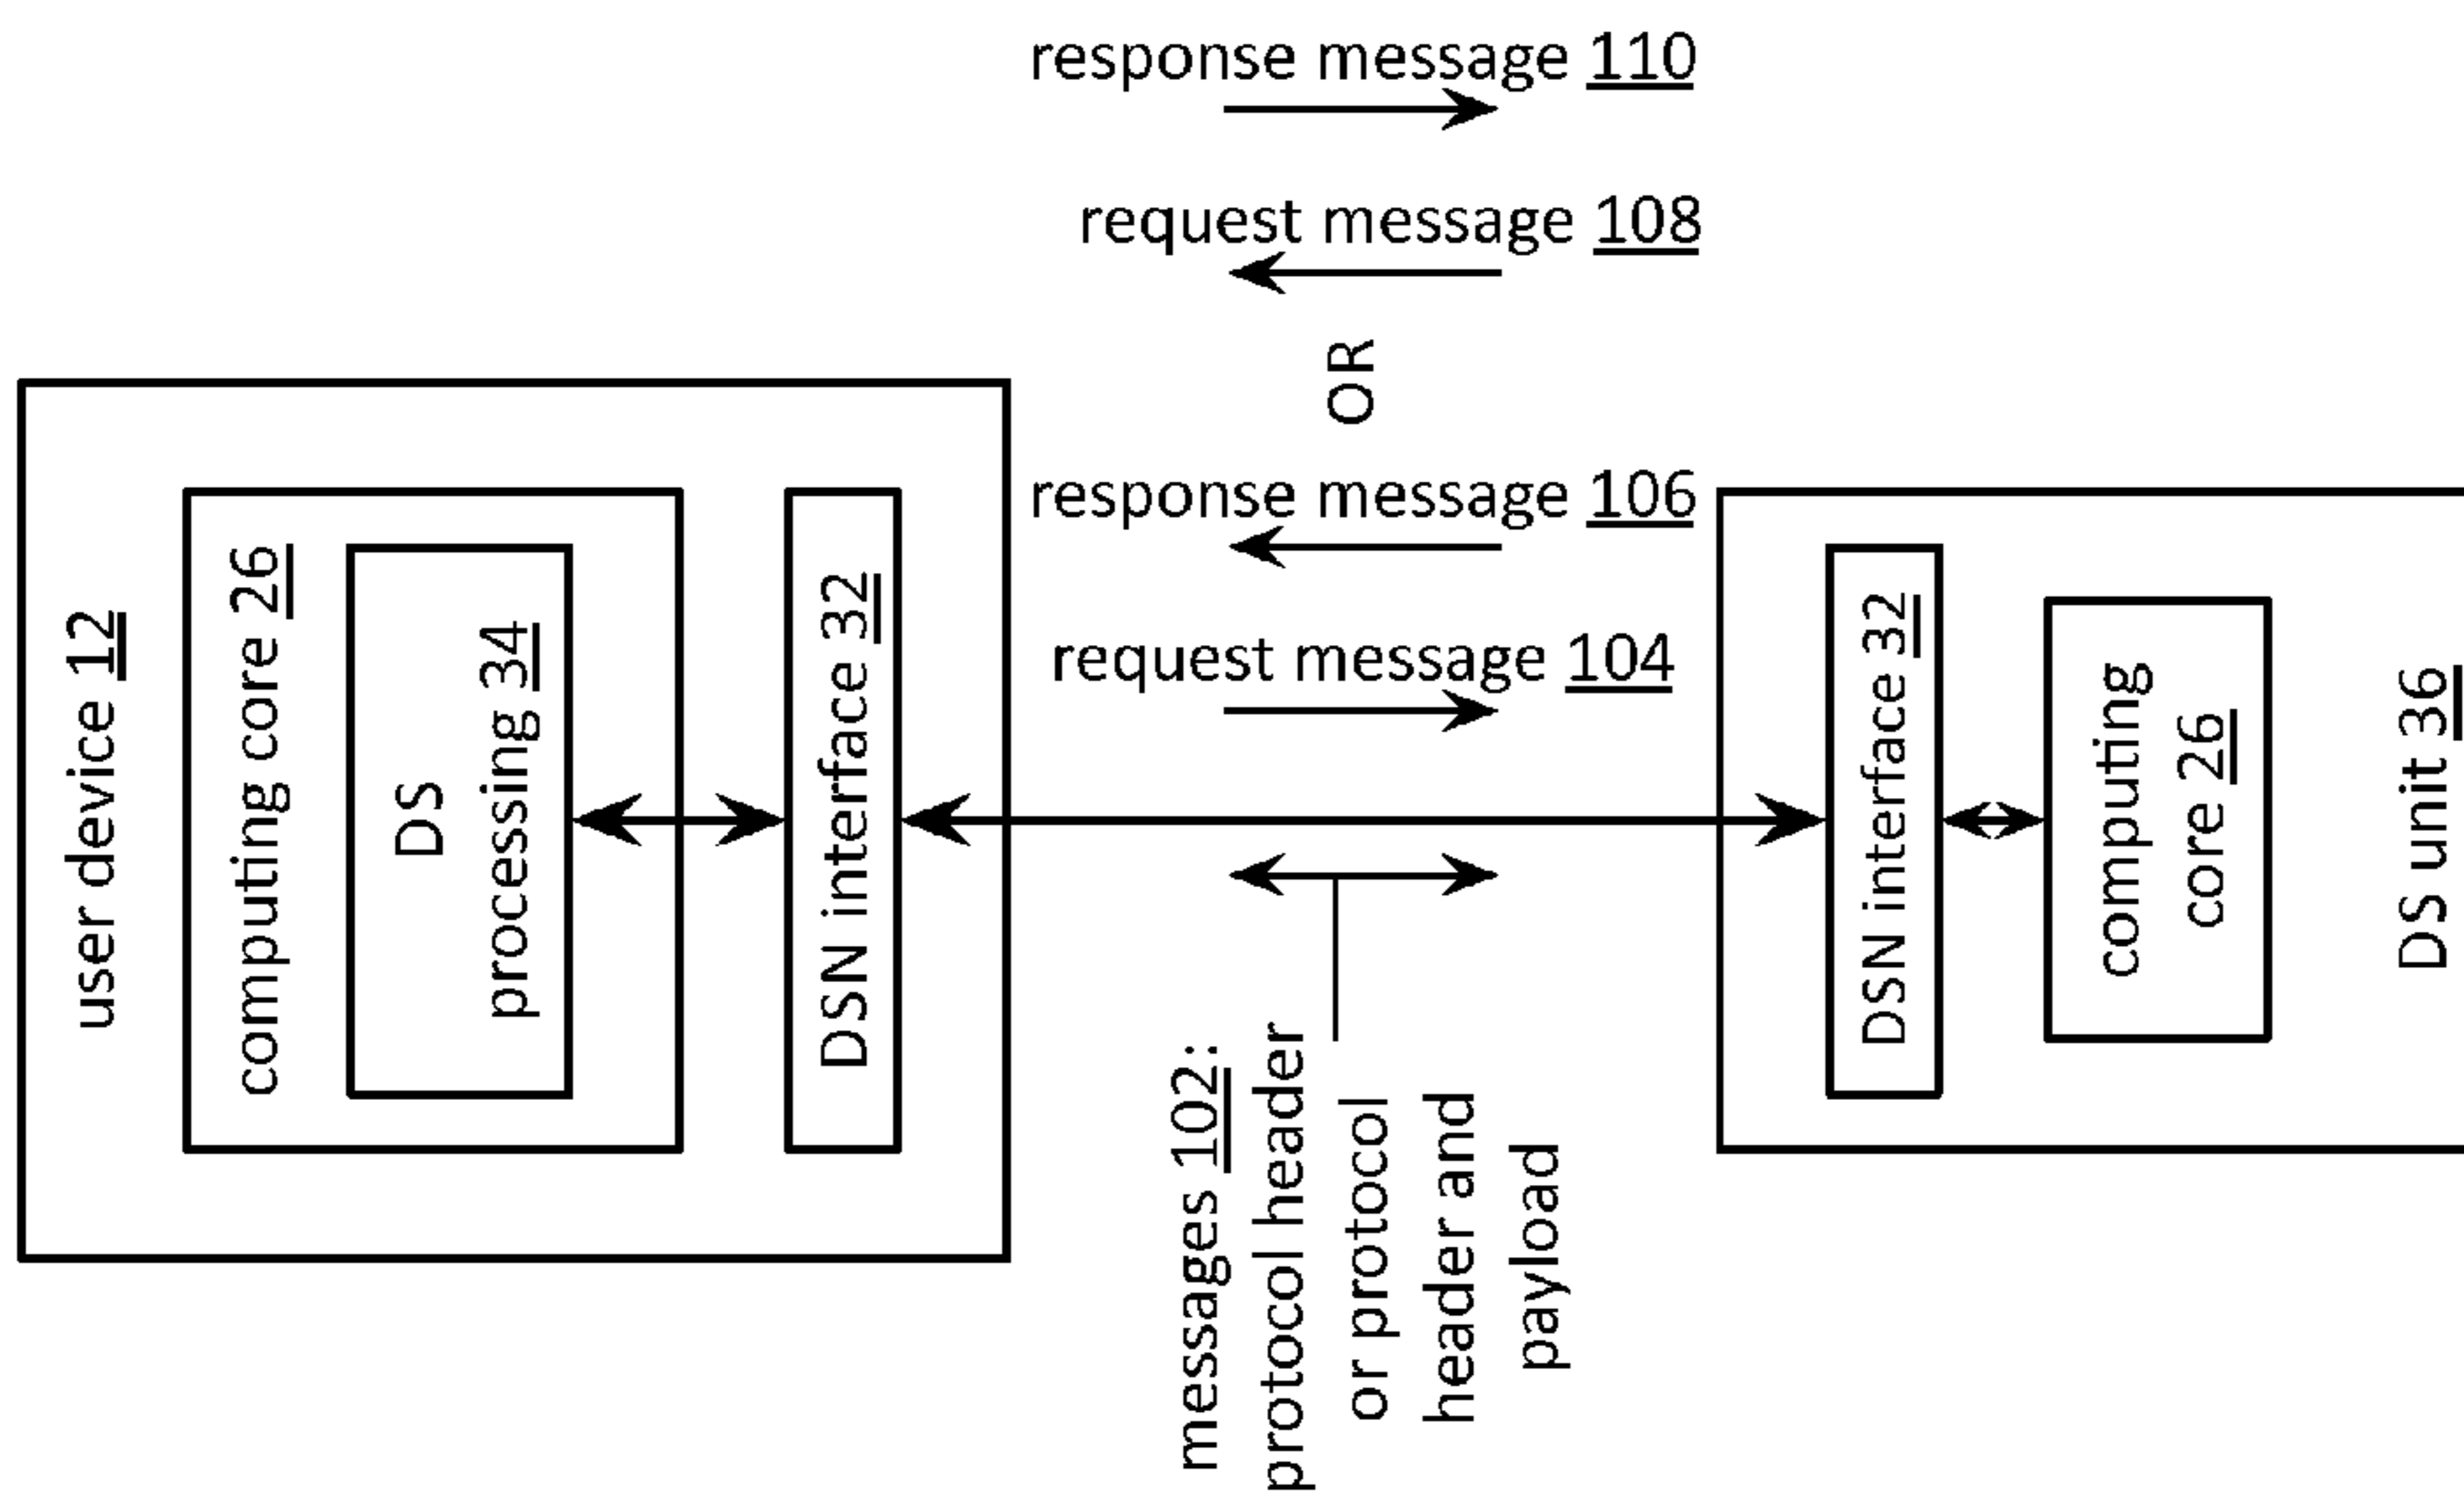 user device 12
computing core 26
DS
processing 34
DSN interface 32
messages 102:
protocol header
or protocol
header and
payload
request message 104
response message 106
OR
request message 108
response message 110
DSN interface 32
computing
core 26
DS unit 36